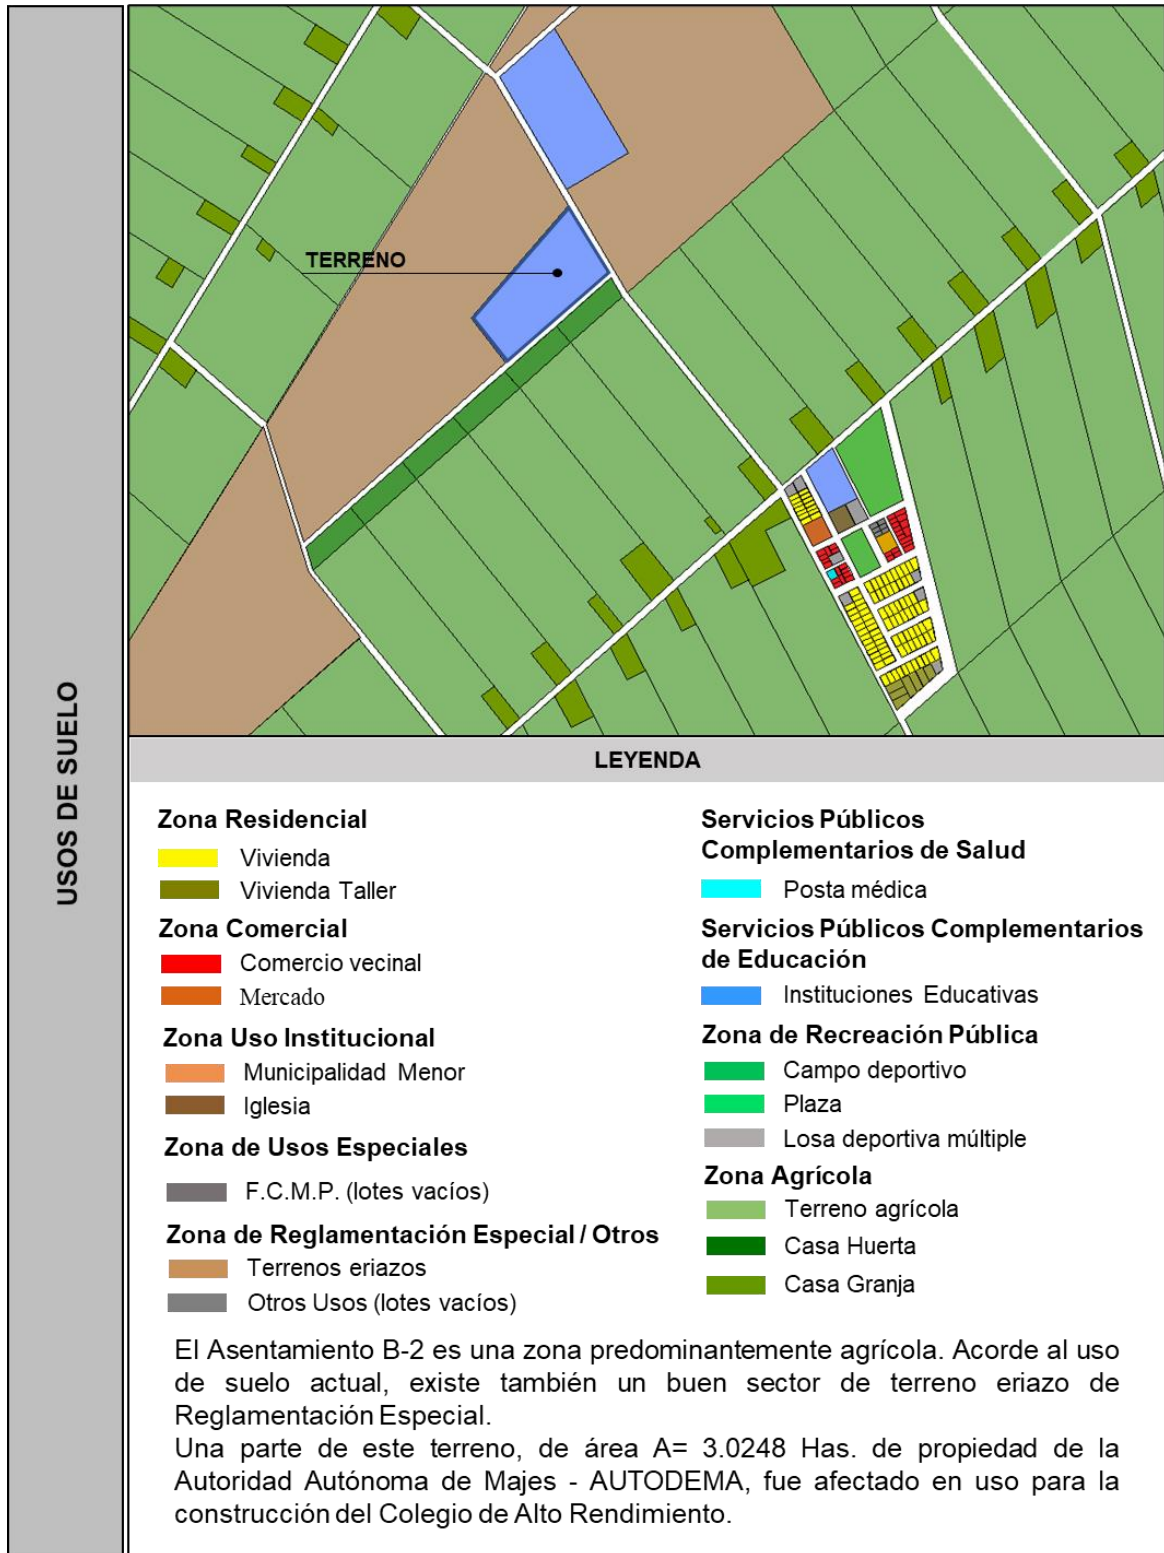 USOS DE SUELO
TERRENO
LEYENDA
Zona Residencial
Vivienda
Vivienda Taller
Zona Comercial
Comercio vecinal
Mercado
Zona Uso Institucional
Municipalidad Menor
Iglesia
Zona de Usos Especiales
F.C.M.P. (lotes vacíos)
Zona de Reglamentación Especial / Otros
Terrenos eriazos
Otros Usos (lotes vacíos)
Servicios Públicos
Complementarios de Salud
Posta médica
Servicios Públicos Complementarios
de Educación
Instituciones Educativas
Zona de Recreación Pública
Campo deportivo
Plaza
Losa deportiva múltiple
Zona Agrícola
Terreno agrícola
Casa Huerta
Casa Granja
El Asentamiento B-2 es una zona predominantemente agrícola. Acorde al uso
de suelo actual, existe también un buen sector de terreno eriazo de
Reglamentación Especial.
Una parte de este terreno, de área A= 3.0248 Has. de propiedad de la
Autoridad Autónoma de Majes - AUTODEMA, fue afectado en uso para la
construcción del Colegio de Alto Rendimiento.